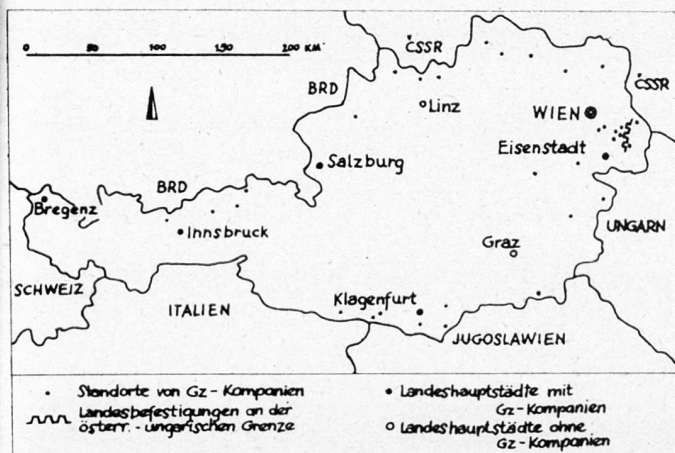 0 50 100 200 KM
ČSSR
BRD
ČSSR
Linz
WIEN
Eisenstadt
Salzburg
BRD
Bregenz
Innsbruck
UNGARN
Graz
SCHWEIZ
ITALIEN
Klagenfurt
JUGOSLAWIEN
Standorte von Gz-Kompanien
Landesbefestigungen an der
österr.-ungarischen Grenze
Landeshauptstädte mit
Gz-Kompanien
Landeshauptstädte ohne
Gz-Kompanien